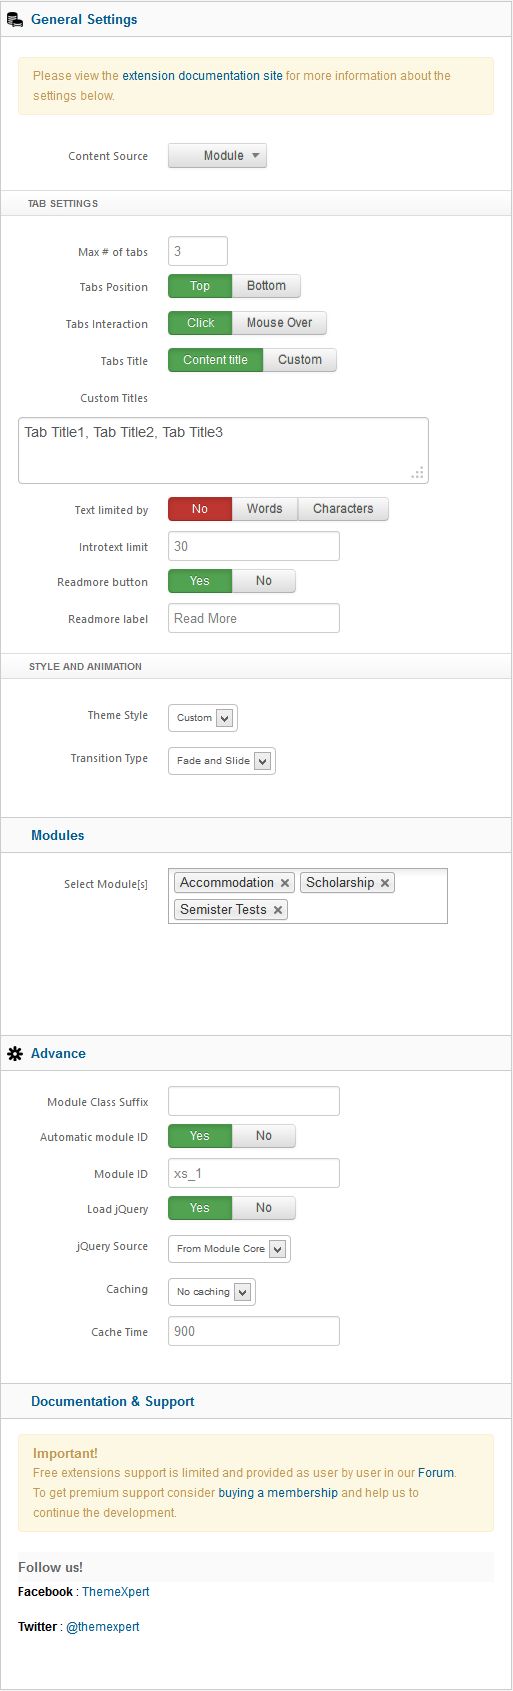 General Settings
Please view the extension documentation site for more information about the
settings below.
Content Source Module
TAB SETTINGS
Max # of tabs 3
Tabs Position Top Bottom
Tabs Interaction Click Mouse Over
Tabs Title Content title Custom
Custom Titles
Tab Title1, Tab Title2, Tab Title3
Text limited by No Words Characters
Introtext limit 30
Readmore button Yes No
Readmore label Read More
STYLE AND ANIMATION
Theme Style Custom
Transition Type Fade and Slide
Modules
Select Module[s] Accommodation Scholarship
Semister Tests
Advance
Module Class Suffix
Automatic module ID Yes No
Module ID xs_1
Load jQuery Yes No
jQuery Source From Module Core
Caching No caching
Cache Time 900
Documentation & Support
Important!
Free extensions support is limited and provided as user by user in our Forum.
To get premium support consider buying a membership and help us to
continue the development.
Follow us!
Facebook : ThemeXpert
Twitter : @themexpert